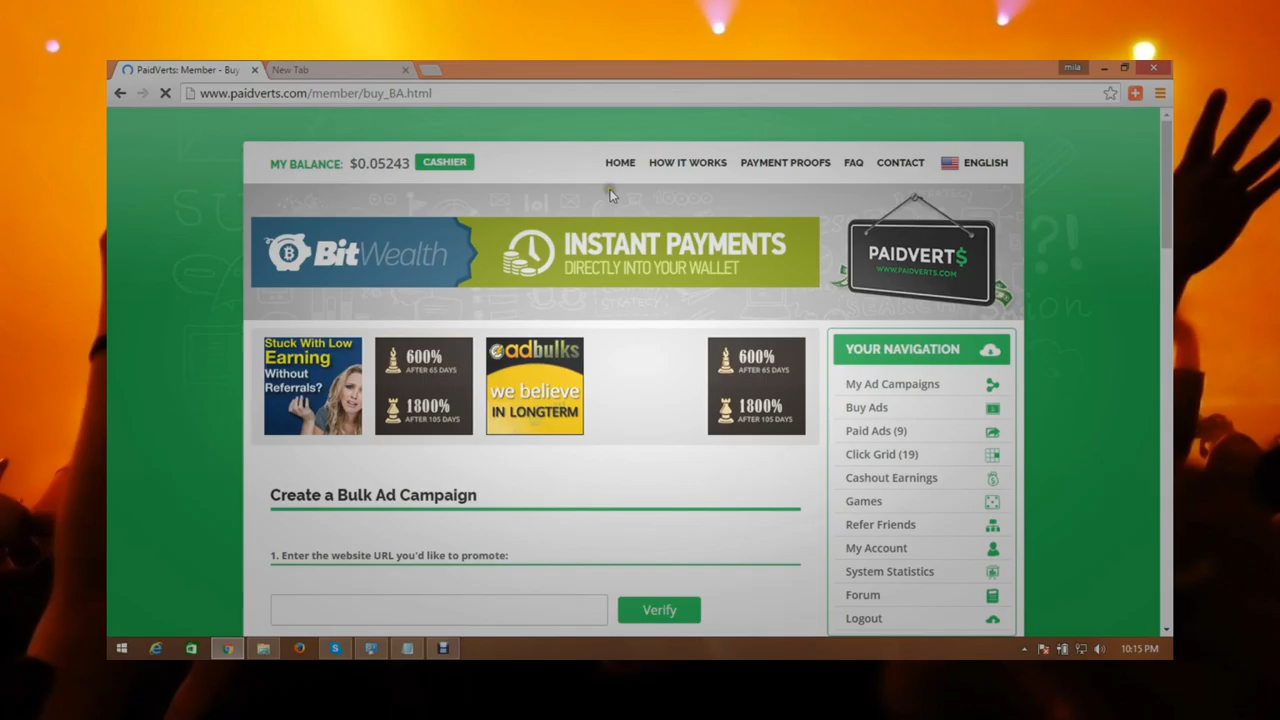 PaidVerts: Member - Buy
New Tab
mila
www.paidverts.com/member/buy_BA.html
MY BALANCE: $0.05243 CASHIER
HOME HOW IT WORKS PAYMENT PROOFS FAQ CONTACT ENGLISH
BitWealth
INSTANT PAYMENTS
DIRECTLY INTO YOUR WALLET
PAIDVERT$
WWW.PAIDVERTS.COM
STRATEGY
Stuck With Low
Earning
Without
Referrals?
600%
AFTER 65 DAYS
1800%
AFTER 105 DAYS
adbulks
we believe
IN LONGTERM
600%
AFTER 65 DAYS
1800%
AFTER 105 DAYS
YOUR NAVIGATION
My Ad Campaigns
Buy Ads
Paid Ads (9)
Click Grid (19)
Cashout Earnings
Games
Refer Friends
My Account
System Statistics
Forum
Logout
Create a Bulk Ad Campaign
1. Enter the website URL you'd like to promote:
Verify
10:15 PM